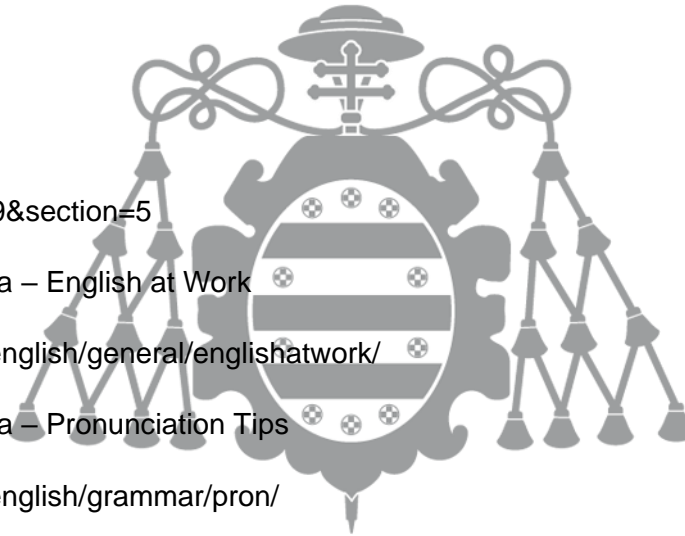 9&section=5
a – English at Work
english/general/englishatwork/
a – Pronunciation Tips
english/grammar/pron/